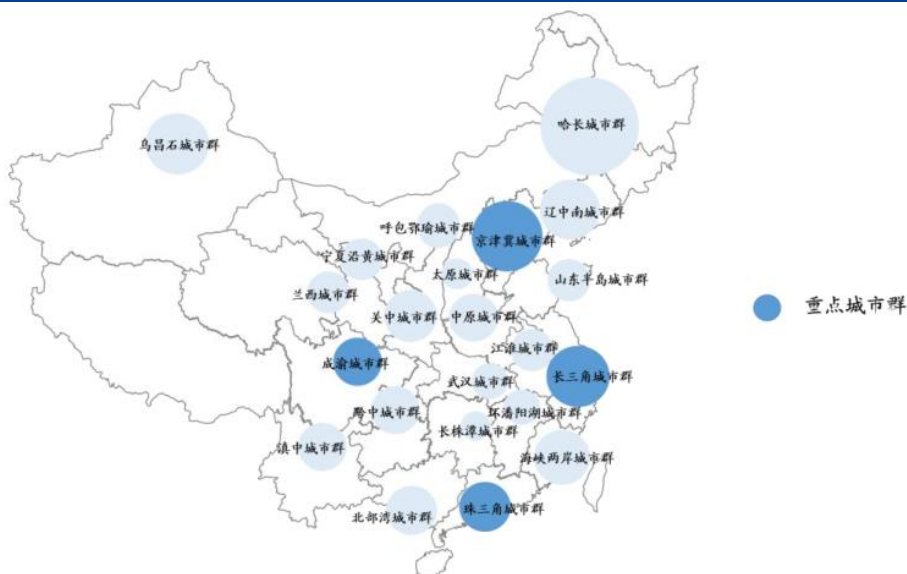 哈长城市群
乌昌石城市群
辽中南城市群
呼包鄂瑜城市群
京津冀城市群
宁夏沿黄城市群
太原城市群
山东半岛城市群
兰西城市群
重点城市群
关中城市群
中原城市群
江淮城市群
成渝城市群
长三角城市群
武汉城市群
黔中城市群
环潘阳湖城市群
长株潭城市群
滇中城市群
海峡两岸城市群
珠三角城市群
北部湾城市群